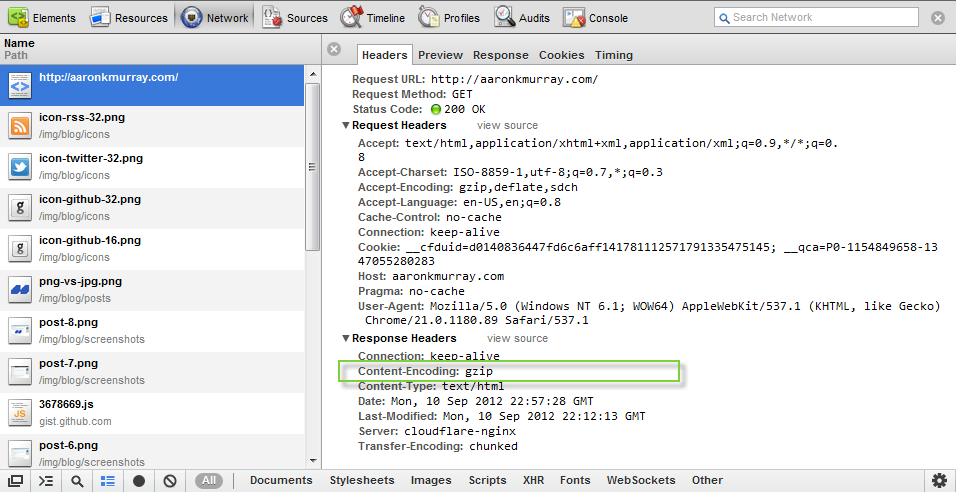 Elements Resources Network Sources Timeline Profiles Audits Console Search Network
Name
Path
http://aaronkmurray.com/
icon-rss-32.png
/img/blog/icons
icon-twitter-32.png
/img/blog/icons
icon-github-32.png
/img/blog/icons
icon-github-16.png
/img/blog/icons
png-vs-jpg.png
/img/blog/posts
post-8.png
/img/blog/screenshots
post-7.png
/img/blog/screenshots
3678669.js
gist.github.com
post-6.png
/img/blog/screenshots
Headers Preview Response Cookies Timing
Request URL: http://aaronkmurray.com/
Request Method: GET
Status Code: 200 OK
Request Headers view source
Accept: text/html,application/xhtml+xml,application/xml;q=0.9,*/*;q=0.
8
Accept-Charset: ISO-8859-1,utf-8;q=0.7,*;q=0.3
Accept-Encoding: gzip,deflate,sdch
Accept-Language: en-US,en;q=0.8
Cache-Control: no-cache
Connection: keep-alive
Cookie: __cfduid=d0140836447fd6c6aff141781112571791335475145; __qca=P0-1154849658-13
47055280283
Host: aaronkmurray.com
Pragma: no-cache
User-Agent: Mozilla/5.0 (Windows NT 6.1; WOW64) AppleWebKit/537.1 (KHTML, like Gecko)
Chrome/21.0.1180.89 Safari/537.1
Response Headers view source
Connection: keep-alive
Content-Encoding: gzip
Content-Type: text/html
Date: Mon, 10 Sep 2012 22:57:28 GMT
Last-Modified: Mon, 10 Sep 2012 22:12:13 GMT
Server: cloudflare-nginx
Transfer-Encoding: chunked
All Documents Stylesheets Images Scripts XHR Fonts WebSockets Other